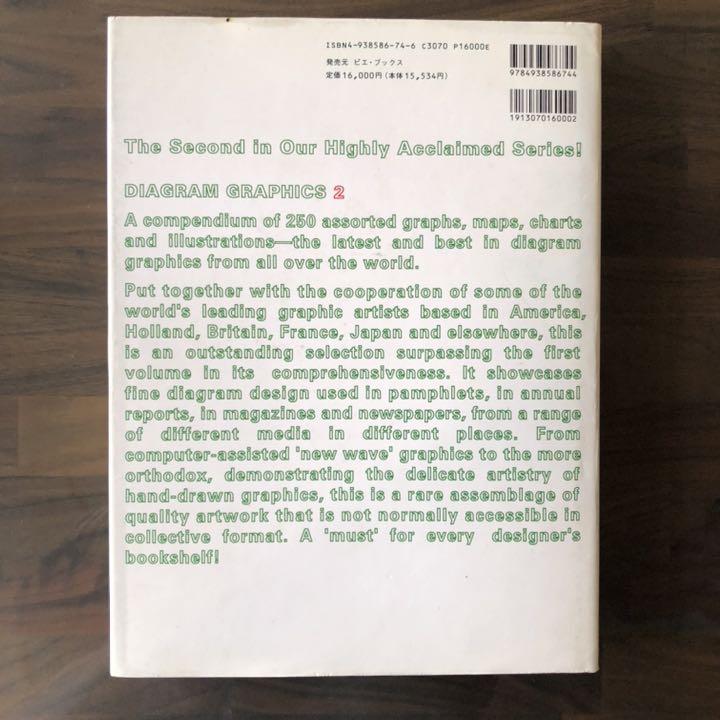 ISBN4-938586-74-6 C3070 P16000E
発売元 ピエ・ブックス
定価16,000円(本体15,534円)
9784938586744
1913070160002
The Second in Our Highly Acclaimed Series!
DIAGRAM GRAPHICS 2
A compendium of 250 assorted graphs, maps, charts
and illustrations—the latest and best in diagram
graphics from all over the world.
Put together with the cooperation of some of the
world's leading graphic artists based in America,
Holland, Britain, France, Japan and elsewhere, this
is an outstanding selection surpassing the first
volume in its comprehensiveness. It showcases
fine diagram design used in pamphlets, in annual
reports, in magazines and newspapers, from a range
of different media in different places. From
computer-assisted 'new wave' graphics to the more
orthodox, demonstrating the delicate artistry of
hand-drawn graphics, this is a rare assemblage of
quality artwork that is not normally accessible in
collective format. A 'must' for every designer's
bookshelf!